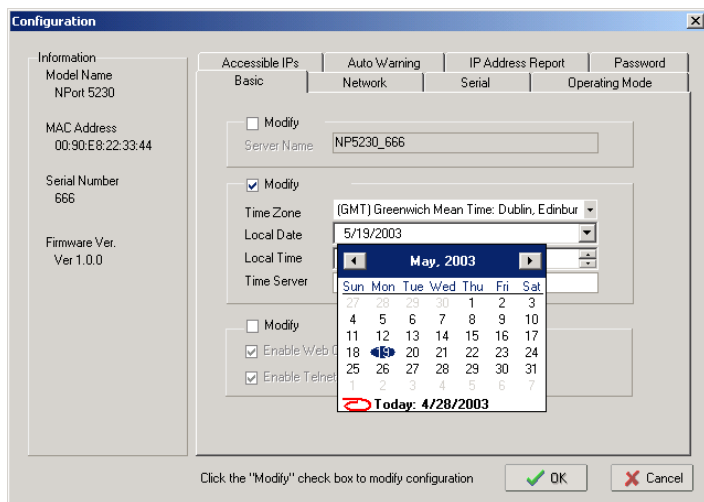 Configuration
Information
Model Name
NPort 5230
MAC Address
00:90:E8:22:33:44
Serial Number
666
Firmware Ver.
Ver 1.0.0
Accessible IPs Auto Warning IP Address Report Password
Basic Network Serial Operating Mode
Modify
Server Name NP5230_666
Modify
Time Zone (GMT) Greenwich Mean Time: Dublin, Edinbur
Local Date 5/19/2003
Local Time
Time Server
May, 2003
Sun Mon Tue Wed Thu Fri Sat
27 28 29 30 1 2 3
4 5 6 7 8 9 10
11 12 13 14 15 16 17
18 19 20 21 22 23 24
25 26 27 28 29 30 31
1 2 3 4 5 6 7
Today: 4/28/2003
Modify
Enable Web
Enable Telnet
Click the "Modify" check box to modify configuration
OK
Cancel